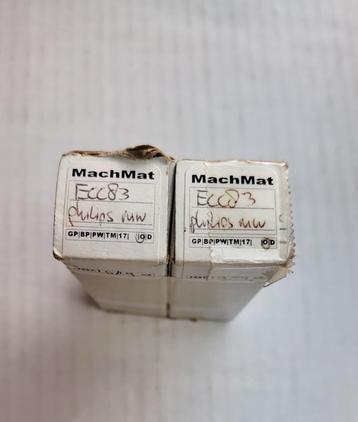 MachMat
ECC83
philips mw
GP|BP|PW|TM|17| |O|D
MachMat
ECC83
philips mw
GP|BP|PW|TM|17| |O|D